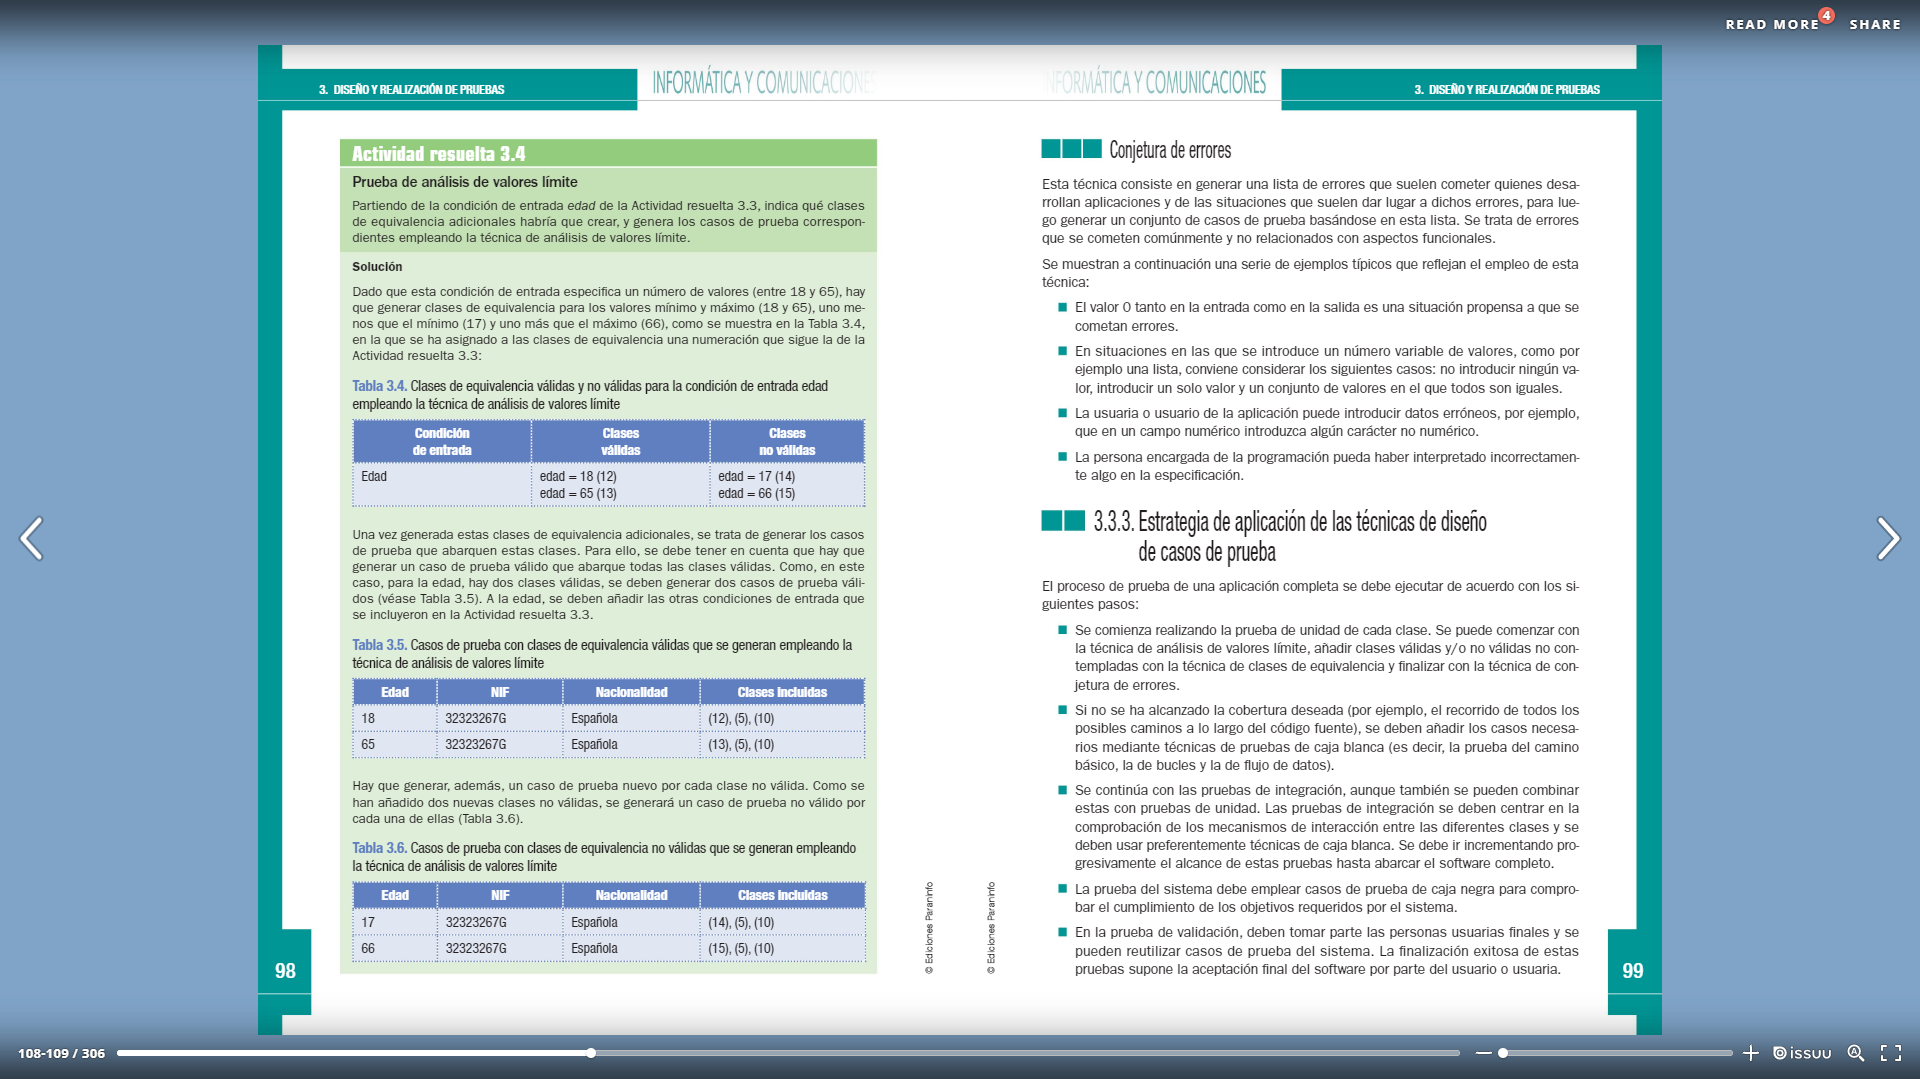 READ MORE 4 SHARE
3. DISEÑO Y REALIZACIÓN DE PRUEBAS
INFORMÁTICA Y COMUNICACIONES
Actividad resuelta 3.4
Prueba de análisis de valores límite
Partiendo de la condición de entrada edad de la Actividad resuelta 3.3, indica qué clases
de equivalencia adicionales habría que crear, y genera los casos de prueba correspon-
dientes empleando la técnica de análisis de valores límite.
Solución
Dado que esta condición de entrada especifica un número de valores (entre 18 y 65), hay
que generar clases de equivalencia para los valores mínimo y máximo (18 y 65), uno me-
nos que el mínimo (17) y uno más que el máximo (66), como se muestra en la Tabla 3.4,
en la que se ha asignado a las clases de equivalencia una numeración que sigue la de la
Actividad resuelta 3.3:
Tabla 3.4. Clases de equivalencia válidas y no válidas para la condición de entrada edad
empleando la técnica de análisis de valores límite
Condición Clases Clases
de entrada válidas no válidas
Edad edad = 18 (12) edad = 17 (14)
edad = 65 (13) edad = 66 (15)
Una vez generada estas clases de equivalencia adicionales, se trata de generar los casos
de prueba que abarquen estas clases. Para ello, se debe tener en cuenta que hay que
generar un caso de prueba válido que abarque todas las clases válidas. Como, en este
caso, para la edad, hay dos clases válidas, se deben generar dos casos de prueba váli-
dos (véase Tabla 3.5). A la edad, se deben añadir las otras condiciones de entrada que
se incluyeron en la Actividad resuelta 3.3.
Tabla 3.5. Casos de prueba con clases de equivalencia válidas que se generan empleando la
técnica de análisis de valores límite
Edad NIF Nacionalidad Clases incluidas
18 32323267G Española (12), (5), (10)
65 32323267G Española (13), (5), (10)
Hay que generar, además, un caso de prueba nuevo por cada clase no válida. Como se
han añadido dos nuevas clases no válidas, se generará un caso de prueba no válido por
cada una de ellas (Tabla 3.6).
Tabla 3.6. Casos de prueba con clases de equivalencia no válidas que se generan empleando
la técnica de análisis de valores límite
Edad NIF Nacionalidad Clases incluidas
17 32323267G Española (14), (5), (10)
66 32323267G Española (15), (5), (10)
98
© Ediciones Paraninfo
INFORMÁTICA Y COMUNICACIONES
3. DISEÑO Y REALIZACIÓN DE PRUEBAS
Conjetura de errores
Esta técnica consiste en generar una lista de errores que suelen cometer quienes desa-
rrollan aplicaciones y de las situaciones que suelen dar lugar a dichos errores, para lue-
go generar un conjunto de casos de prueba basándose en esta lista. Se trata de errores
que se cometen comúnmente y no relacionados con aspectos funcionales.
Se muestran a continuación una serie de ejemplos típicos que reflejan el empleo de esta
técnica:
El valor 0 tanto en la entrada como en la salida es una situación propensa a que se
cometan errores.
En situaciones en las que se introduce un número variable de valores, como por
ejemplo una lista, conviene considerar los siguientes casos: no introducir ningún va-
lor, introducir un solo valor y un conjunto de valores en el que todos son iguales.
La usuaria o usuario de la aplicación puede introducir datos erróneos, por ejemplo,
que en un campo numérico introduzca algún carácter no numérico.
La persona encargada de la programación pueda haber interpretado incorrectamen-
te algo en la especificación.
3.3.3. Estrategia de aplicación de las técnicas de diseño
de casos de prueba
El proceso de prueba de una aplicación completa se debe ejecutar de acuerdo con los si-
guientes pasos:
Se comienza realizando la prueba de unidad de cada clase. Se puede comenzar con
la técnica de análisis de valores límite, añadir clases válidas y/o no válidas no con-
templadas con la técnica de clases de equivalencia y finalizar con la técnica de con-
jetura de errores.
Si no se ha alcanzado la cobertura deseada (por ejemplo, el recorrido de todos los
posibles caminos a lo largo del código fuente), se deben añadir los casos necesa-
rios mediante técnicas de pruebas de caja blanca (es decir, la prueba del camino
básico, la de bucles y la de flujo de datos).
Se continúa con las pruebas de integración, aunque también se pueden combinar
estas con pruebas de unidad. Las pruebas de integración se deben centrar en la
comprobación de los mecanismos de interacción entre las diferentes clases y se
deben usar preferentemente técnicas de caja blanca. Se debe ir incrementando pro-
gresivamente el alcance de estas pruebas hasta abarcar el software completo.
La prueba del sistema debe emplear casos de prueba de caja negra para compro-
bar el cumplimiento de los objetivos requeridos por el sistema.
En la prueba de validación, deben tomar parte las personas usuarias finales y se
pueden reutilizar casos de prueba del sistema. La finalización exitosa de estas
pruebas supone la aceptación final del software por parte del usuario o usuaria.
© Ediciones Paraninfo
99
108-109 / 306
issuu